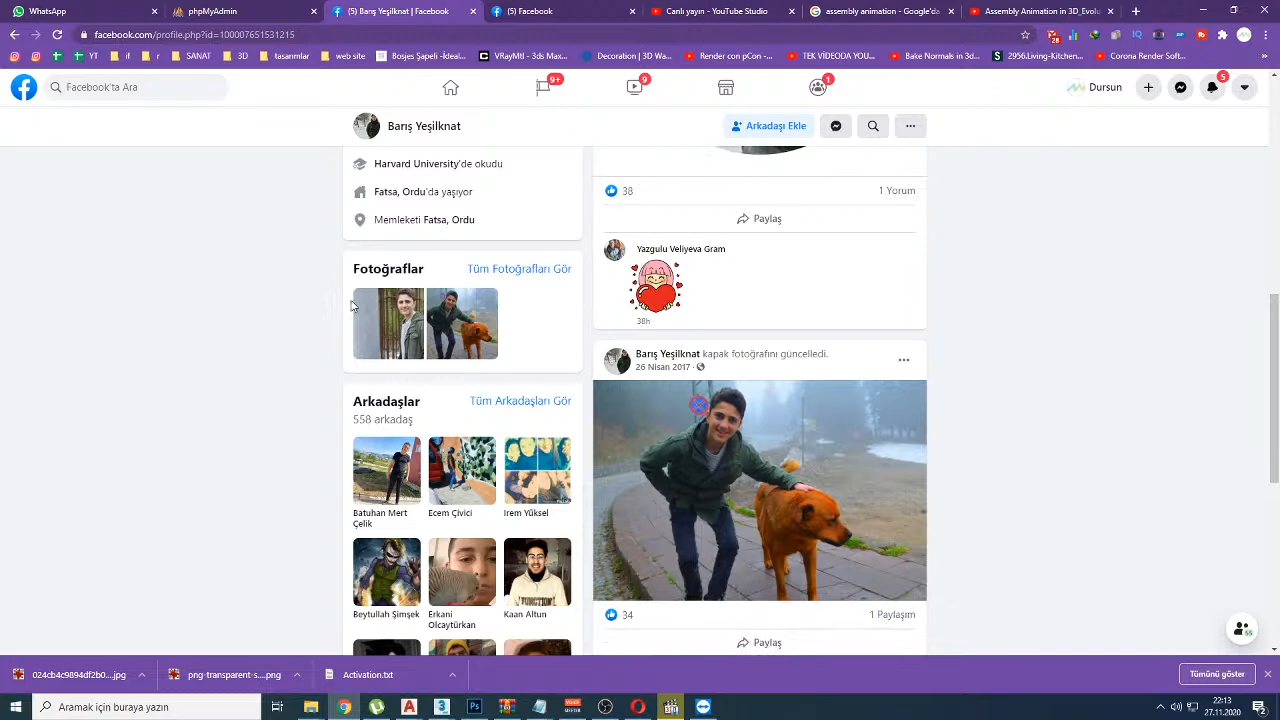 WhatsApp
phpMyAdmin
(5) Barış Yeşilknat | Facebook
(5) Facebook
Canlı yayın - YouTube Studio
assembly animation - Google'da
Assembly Animation in 3D_Evolu
facebook.com/profile.php?id=100007651531215
YT
if
r
SANAT
3D
tasarımlar
web site
Bosjes Şapeli -İdeal...
VRayMtl - 3ds Max...
Decoration | 3D Wa...
Render con pCon -...
TEK VİDEODA YOU...
Bake Normals in 3d...
2956.Living-Kitchen...
Corona Render Soft...
Facebook'ta Ara
9+
9
1
Dursun
5
Barış Yeşilknat
Arkadaşı Ekle
Harvard University'de okudu
Fatsa, Ordu'da yaşıyor
Memleketi Fatsa, Ordu
Fotoğraflar
Tüm Fotoğrafları Gör
Arkadaşlar
Tüm Arkadaşları Gör
558 arkadaş
Batuhan Mert
Çelik
Ecem Çivici
Irem Yüksel
Beytullah Şimşek
Erkani
Olcaytürkan
Kaan Altun
38
1 Yorum
Paylaş
Yazgulu Veliyeva Gram
38h
Barış Yeşilknat kapak fotoğrafını güncelledi.
26 Nisan 2017 ·
34
1 Paylaşım
Paylaş
55
024cb4c9894df2b0....jpg
png-transparent-s....png
Activation.txt
Tümünü göster
Aramak için buraya yazın
22:13
27.11.2020
2